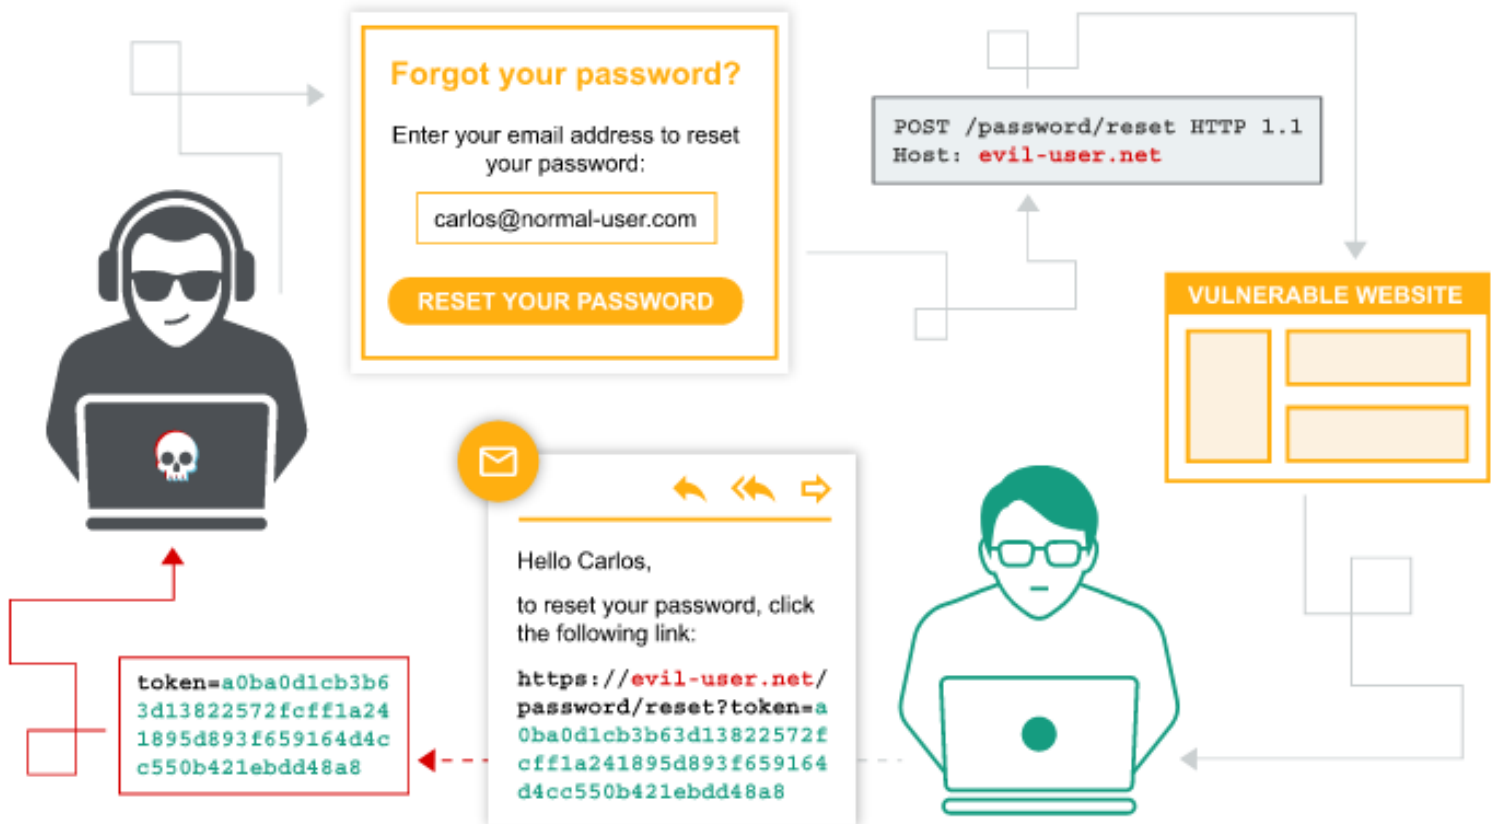 Forgot your password?
Enter your email address to reset
your password:
carlos@normal-user.com
RESET YOUR PASSWORD
POST /password/reset HTTP 1.1
Host: evil-user.net
VULNERABLE WEBSITE
Hello Carlos,
to reset your password, click
the following link:
https://evil-user.net/
password/reset?token=a
0ba0d1cb3b63d13822572f
cff1a241895d893f659164
d4cc550b421ebdd48a8
token=a0ba0d1cb3b6
3d13822572fcff1a24
1895d893f659164d4c
c550b421ebdd48a8